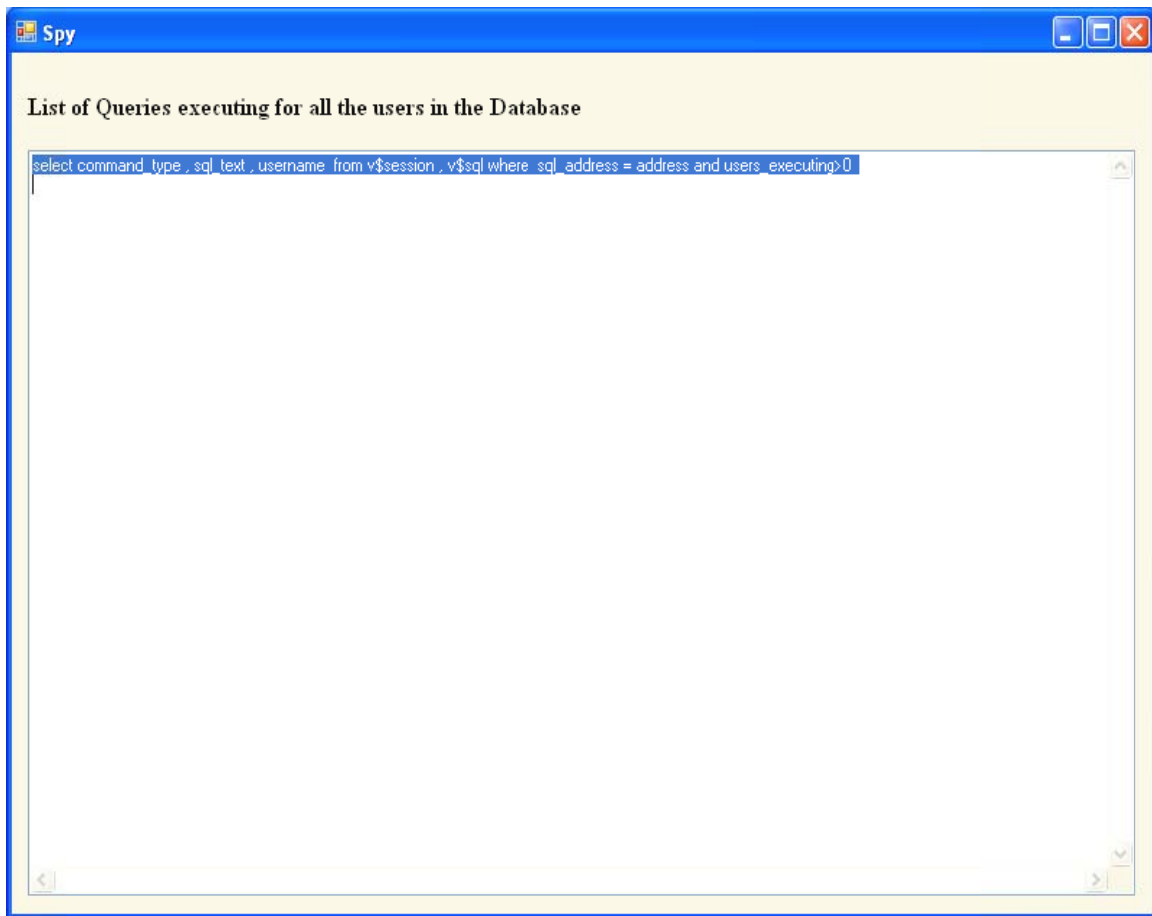 Spy
List of Queries executing for all the users in the Database
select command_type , sql_text , username  from v$session , v$sql where  sql_address = address and users_executing>0